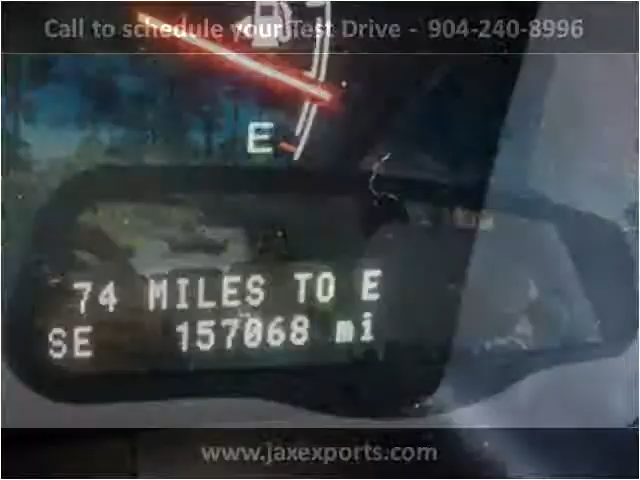 Call to schedule your Test Drive - 904-240-8996
E
74 MILES TO E
SE 157068 mi
www.jaxexports.com